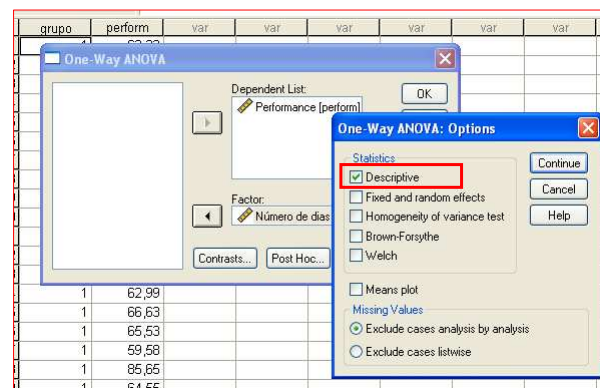 grupo perform var var var var var
One-Way ANOVA
Dependent List:
Performance [perform]
OK
Factor:
Número de dias
Contrasts... Post Hoc...
One-Way ANOVA: Options
Statistics
Descriptive
Fixed and random effects
Homogeneity of variance test
Brown-Forsythe
Welch
Means plot
Missing Values
Exclude cases analysis by analysis
Exclude cases listwise
Continue
Cancel
Help
1 62,99
1 66,63
1 65,53
1 59,58
1 85,65
1 64,55